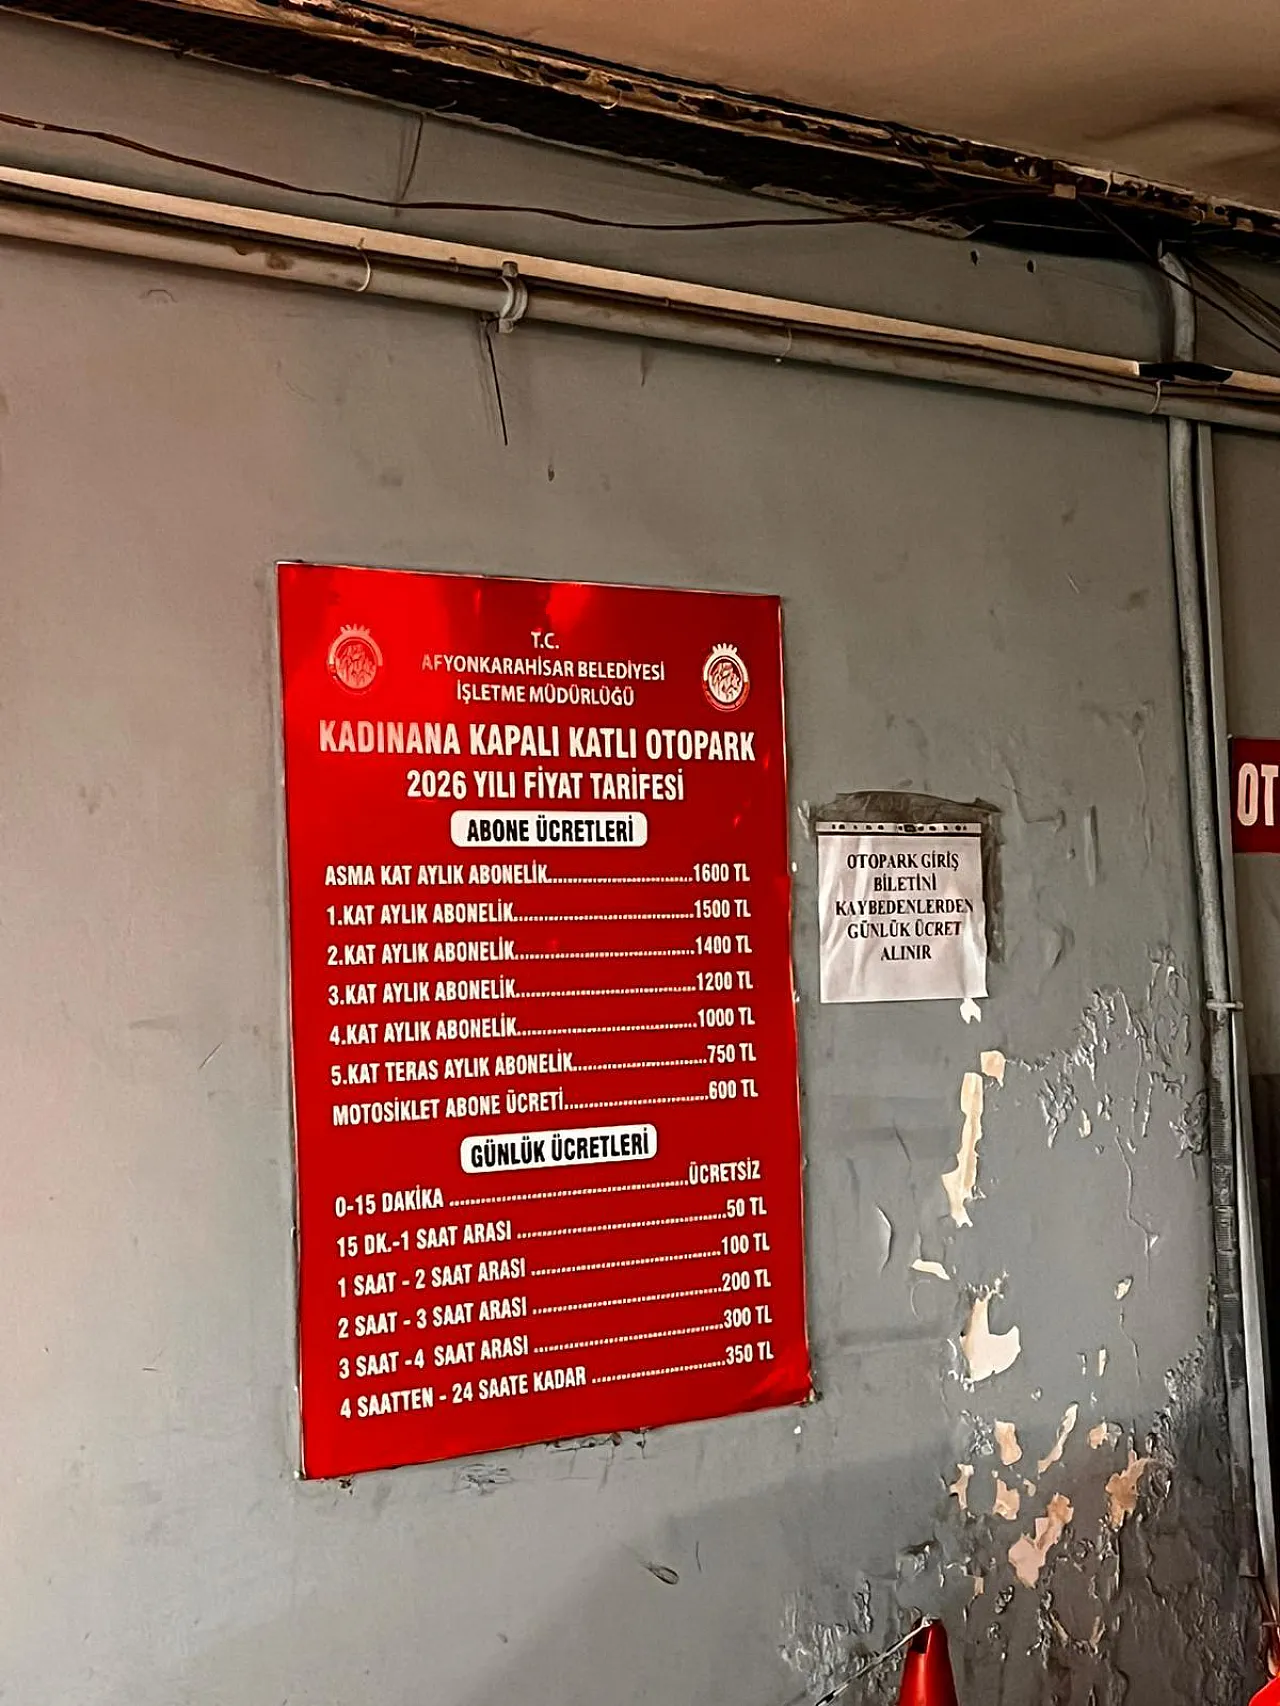 T.C.
AFYONKARAHİSAR BELEDİYESİ
İŞLETME MÜDÜRLÜĞÜ
KADINANA KAPALI KATLI OTOPARK
2026 YILI FİYAT TARİFESİ
ABONE ÜCRETLERİ
ASMA KAT AYLIK ABONELİK.....1600 TL
1.KAT AYLIK ABONELİK.....1500 TL
2.KAT AYLIK ABONELİK.....1400 TL
3.KAT AYLIK ABONELİK.....1200 TL
4.KAT AYLIK ABONELİK.....1000 TL
5.KAT TERAS AYLIK ABONELİK.....750 TL
MOTOSİKLET ABONE ÜCRETİ.....600 TL
GÜNLÜK ÜCRETLERİ
0-15 DAKİKA .....ÜCRETSİZ
15 DK.-1 SAAT ARASI .....50 TL
1 SAAT - 2 SAAT ARASI .....100 TL
2 SAAT - 3 SAAT ARASI .....200 TL
3 SAAT -4 SAAT ARASI .....300 TL
4 SAATTEN - 24 SAATE KADAR .....350 TL
OTOPARK GİRİŞ
BİLETİNİ
KAYBEDENLERDEN
GÜNLÜK ÜCRET
ALINIR
OT